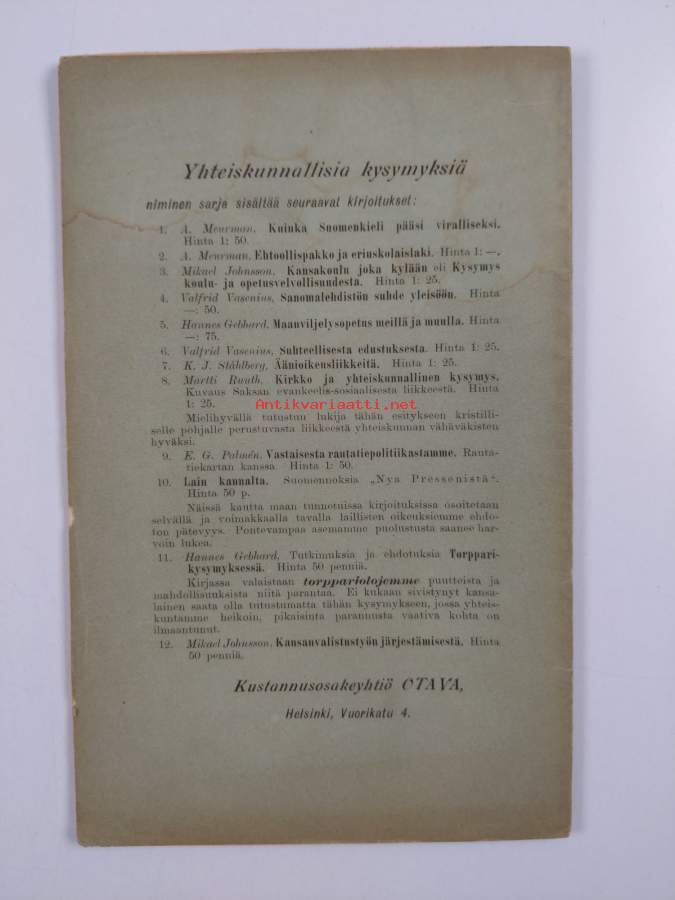 Yhteiskunnallisia kysymyksiä
niminen sarja sisältää seuraavat kirjoitukset:
1. A. Meurman, Kuinka Suomenkieli pääsi viralliseksi.
Hinta 1: 50.
2. A. Meurman, Ehtoollispakko ja eriuskolaislaki. Hinta 1: —.
3. Mikael Johnsson, Kansakoulu joka kylään eli Kysymys
koulu- ja opetusvelvollisuudesta. Hinta 1: 25.
4. Valfrid Vasenius, Sanomalehdistön suhde yleisöön. Hinta
—: 50.
5. Hannes Gebhard, Maanviljelysopetus meillä ja muulla. Hinta
—: 75.
6. Valfrid Vasenius, Suhteellisesta edustuksesta. Hinta 1: 25.
7. K. J. Ståhlberg, Äänioikeusliikkeitä. Hinta 1: 25.
8. Martti Ruuth, Kirkko ja yhteiskunnallinen kysymys.
Kuvaus Saksan evankeelis-sosiaalisesta liikkeestä. Hinta
1: 25.
Antikvariaatti.net
Mielihyvällä tutustun lukija tähän esitykseen kristilli-
selle pohjalle perustuvasta liikkeestä yhteiskunnan vähäväkisten
hyväksi.
9. E. G. Palmén, Vastaisesta rautatiepolitiikastamme. Rauta-
tiekartan kanssa. Hinta 1: 50.
10. Lain kannalta. Suomennoksia „Nya Pressenistä“.
Hinta 50 p.
Näissä kautta maan tunnetuissa kirjoituksissa osoitetaan
selvällä ja voimakkaalla tavalla laillisten oikeuksiemme ehdo-
ton pätevyys. Pontevampaa asemamme puolustusta saanee har-
voin lukea.
11. Hannes Gebhard, Tutkimuksia ja ehdotuksia Torppari-
kysymyksessä. Hinta 50 penniä.
Kirjassa valaistaan torppariolojemme puutteista ja
mahdollisuuksista niitä parantaa. Ei kukaan sivistynyt kansa-
lainen saata olla tutustumatta tähän kysymykseen, jossa yhteis-
kuntamme heikoin, pikaisinta parannusta vaativa kohta on
ilmaantunut.
12. Mikael Johnsson, Kansanvalistustyön järjestämisestä. Hinta
50 penniä.
Kustannusosakeyhtiö OTAVA,
Helsinki, Vuorikatu 4.